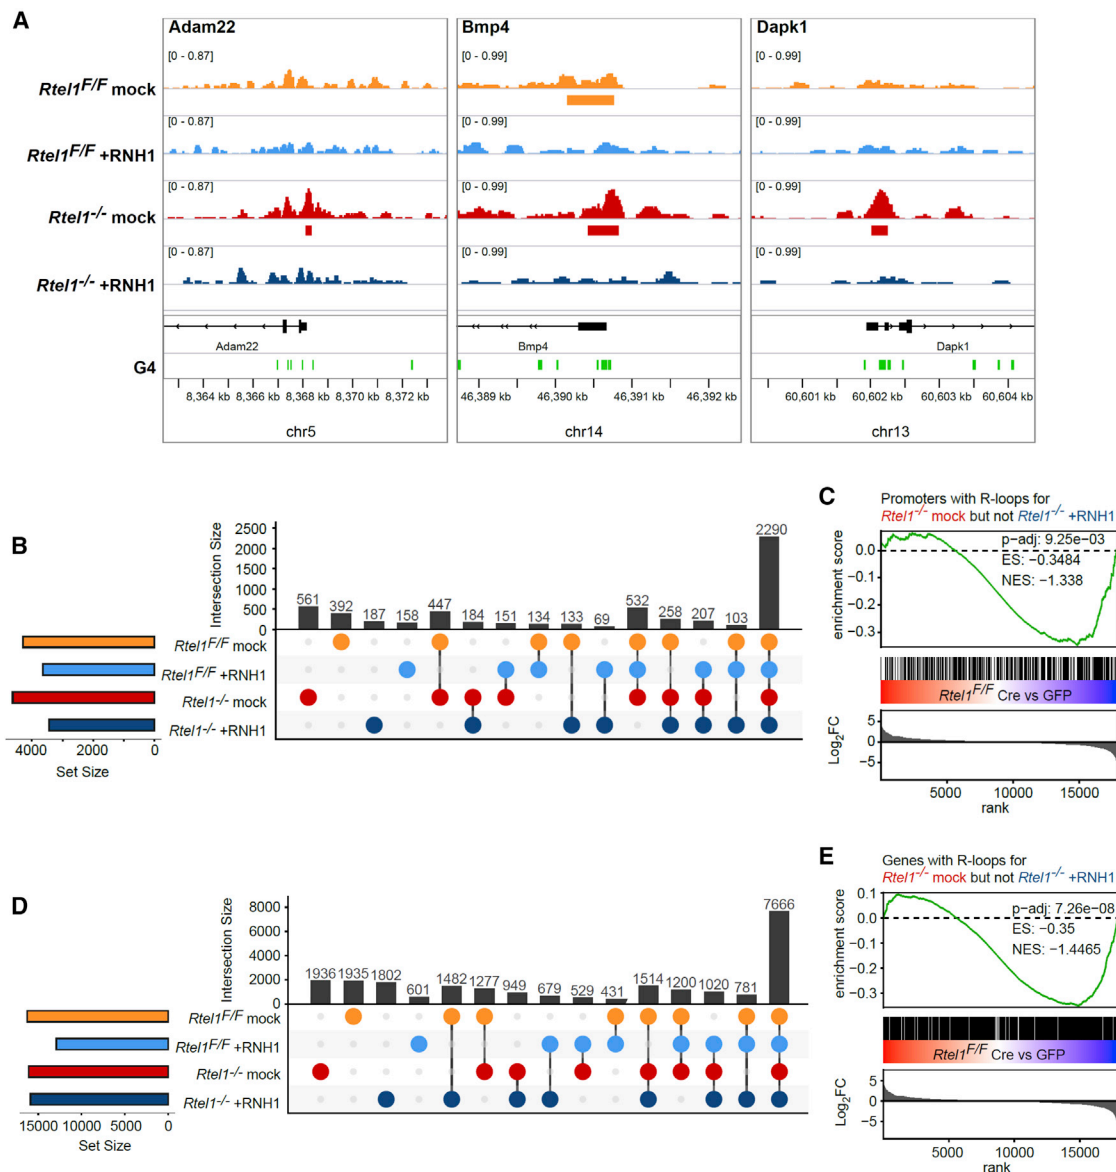 A
Adam22
Bmp4
Dapk1
[0 - 0.87]
[0 - 0.99]
[0 - 0.99]
Rtel1F/F mock
[0 - 0.87]
[0 - 0.99]
[0 - 0.99]
Rtel1F/F +RNH1
[0 - 0.87]
[0 - 0.99]
[0 - 0.99]
Rtel1-/- mock
[0 - 0.87]
[0 - 0.99]
[0 - 0.99]
Rtel1-/- +RNH1
Adam22
Bmp4
Dapk1
G4
8,364 kb 8,366 kb 8,368 kb 8,370 kb 8,372 kb
46,389 kb 46,390 kb 46,391 kb 46,392 kb
60,601 kb 60,602 kb 60,603 kb 60,604 kb
chr5
chr14
chr13
B
Intersection Size
2500
2000
1500
1000
500
0
561 392 187 158 447 184 151 134 133 69 532 258 207 103 2290
Rtel1F/F mock
Rtel1F/F +RNH1
Rtel1-/- mock
Rtel1-/- +RNH1
4000 2000 0
Set Size
C
Promoters with R-loops for
Rtel1-/- mock but not Rtel1-/- +RNH1
enrichment score
0.0
−0.1
−0.2
−0.3
p-adj: 9.25e−03
ES: −0.3484
NES: −1.338
Rtel1F/F Cre vs GFP
Log2FC
5
0
−5
5000 10000 15000
rank
D
Intersection Size
8000
6000
4000
2000
0
1936 1935 1802 601 1482 1277 949 679 529 431 1514 1200 1020 781 7666
Rtel1F/F mock
Rtel1F/F +RNH1
Rtel1-/- mock
Rtel1-/- +RNH1
15000 10000 5000 0
Set Size
E
Genes with R-loops for
Rtel1-/- mock but not Rtel1-/- +RNH1
enrichment score
0.1
0.0
−0.1
−0.2
−0.3
p-adj: 7.26e−08
ES: −0.35
NES: −1.4465
Rtel1F/F Cre vs GFP
Log2FC
5
0
−5
5000 10000 15000
rank